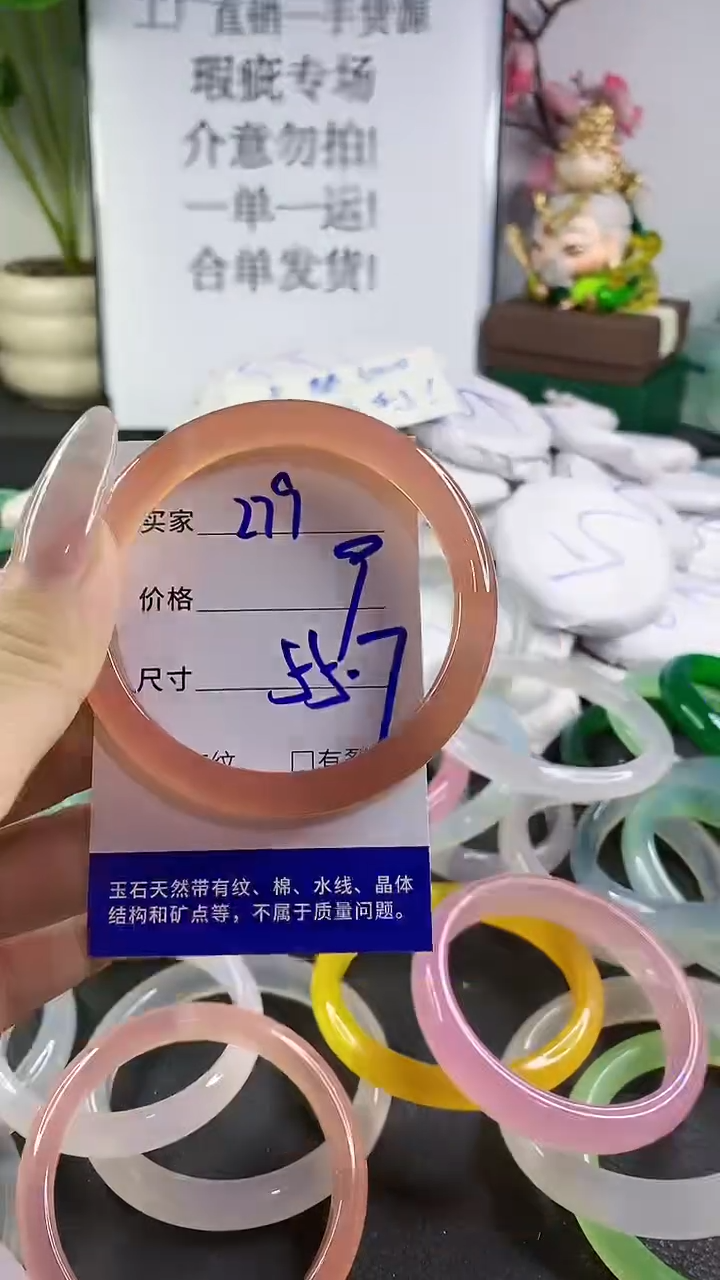 工厂直销一手货源
瑕疵专场
介意勿拍!
一单一运!
合单发货!
买家 279
价格
尺寸 55.7
纹 □有裂
玉石天然带有纹、棉、水线、晶体
结构和矿点等，不属于质量问题。